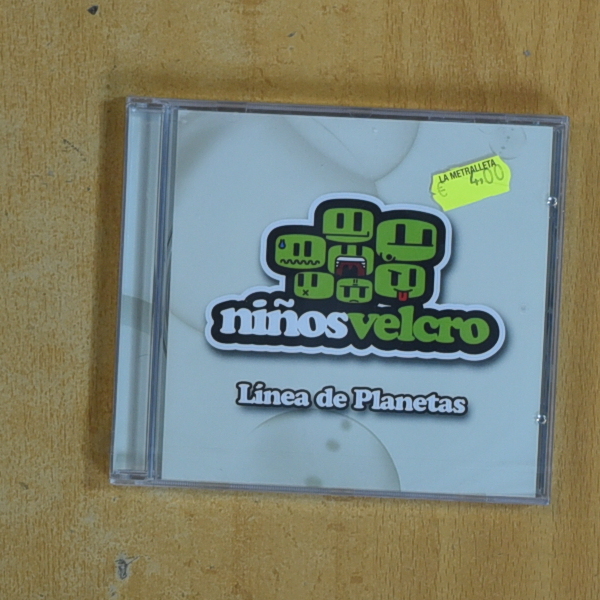 LA METRALLETA
€ 4,00
niñosvelcro
Línea de Planetas